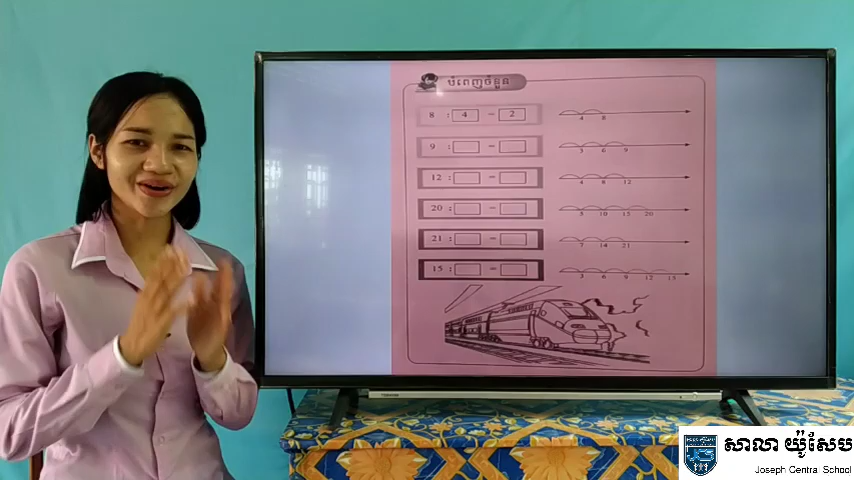 បំពេញចំនួន
8 : 4 = 2
4 8
9 : =
3 6 9
12 : =
4 8 12
20 : =
5 10 15 20
21 : =
7 14 21
15 : =
3 6 9 12 15
TOSHIBA
សាលា យ៉ូសែប
Joseph Central School